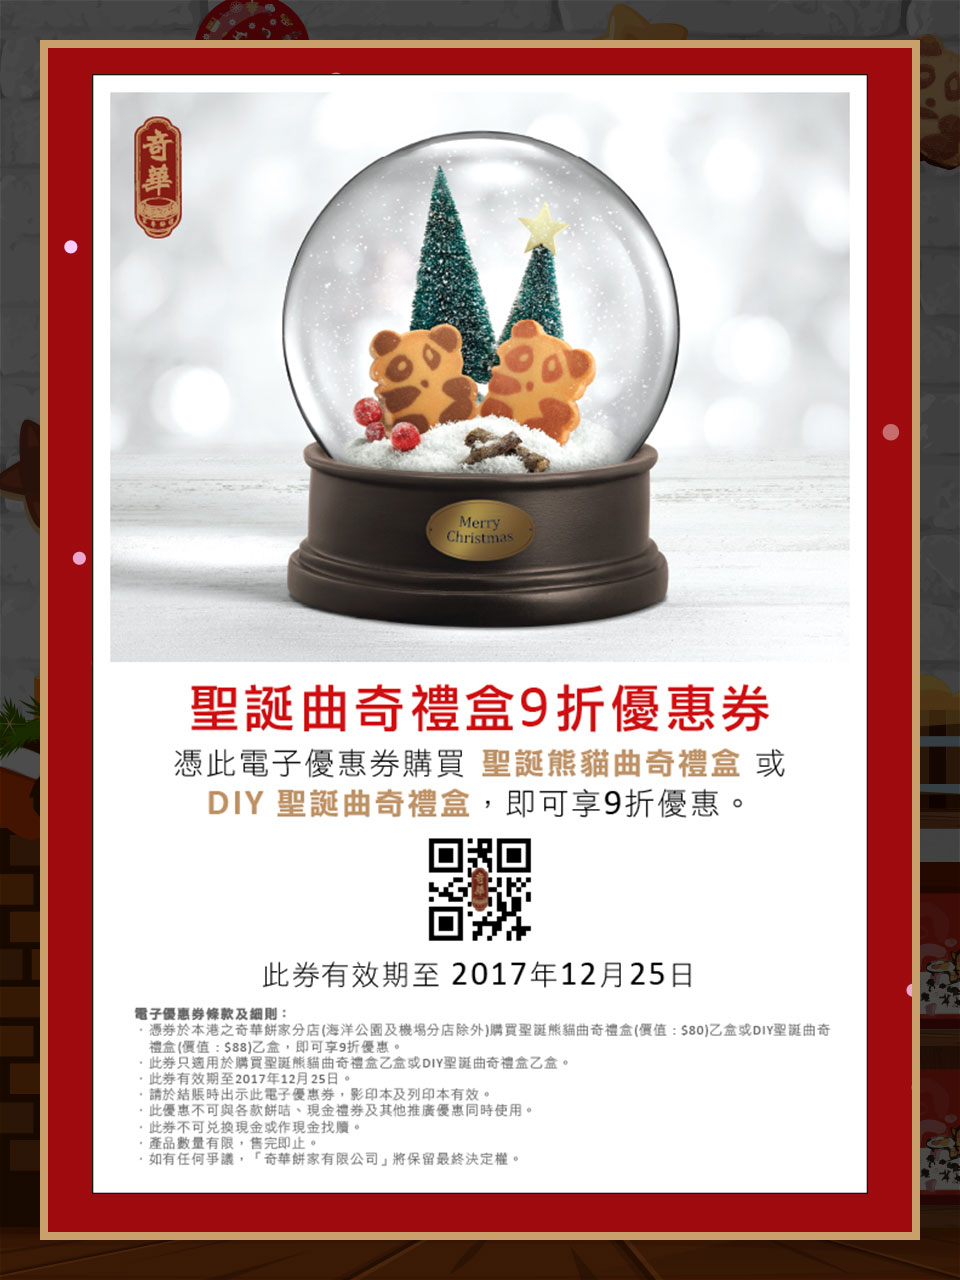 奇華
Merry
Christmas
聖誕曲奇禮盒9折優惠券
憑此電子優惠券購買 聖誕熊貓曲奇禮盒 或
DIY 聖誕曲奇禮盒，即可享9折優惠。
此券有效期至 2017年12月25日
電子優惠券條款及細則：
· 憑券於本港之奇華餅家分店(海洋公園及機場分店除外)購買聖誕熊貓曲奇禮盒(價值：$80)乙盒或DIY聖誕曲奇
禮盒(價值：$88)乙盒，即可享9折優惠。
· 此券只適用於購買聖誕熊貓曲奇禮盒乙盒或DIY聖誕曲奇禮盒乙盒。
· 此券有效期至2017年12月25日。
· 請於結賬時出示此電子優惠券，影印本及列印本有效。
· 此優惠不可與各款餅咭、現金禮券及其他推廣優惠同時使用。
· 此券不可兌換現金或作現金找贖。
· 產品數量有限，售完即止。
· 如有任何爭議，「奇華餅家有限公司」將保留最終決定權。